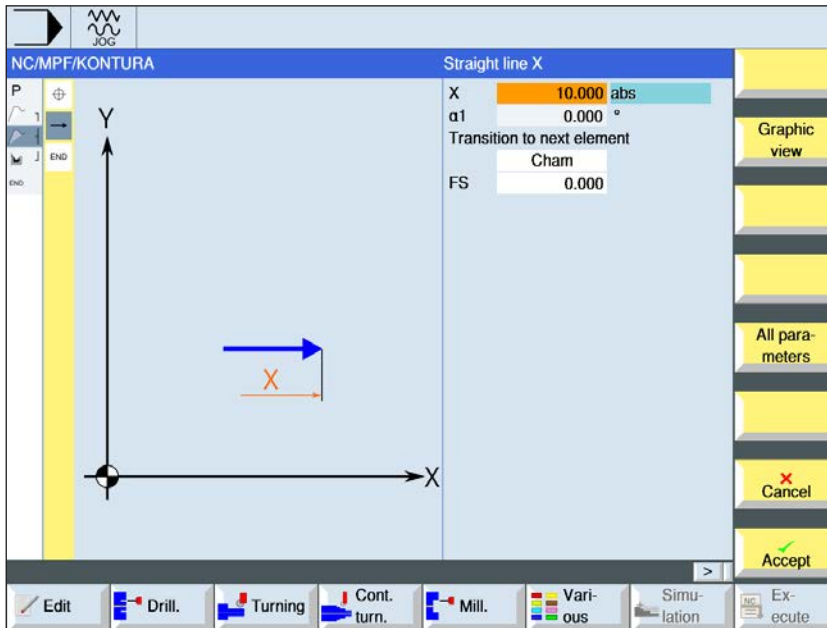 JOG
NC/MPF/KONTURA
Straight line X
P
END
END
Y
X
X
X 10.000 abs
α1 0.000 °
Transition to next element
Cham
FS 0.000
Graphic
view
All para-
meters
Cancel
Accept
>
Edit
Drill.
Turning
Cont.
turn.
Mill.
Vari-
ous
Simu-
lation
NC
Ex-
ecute